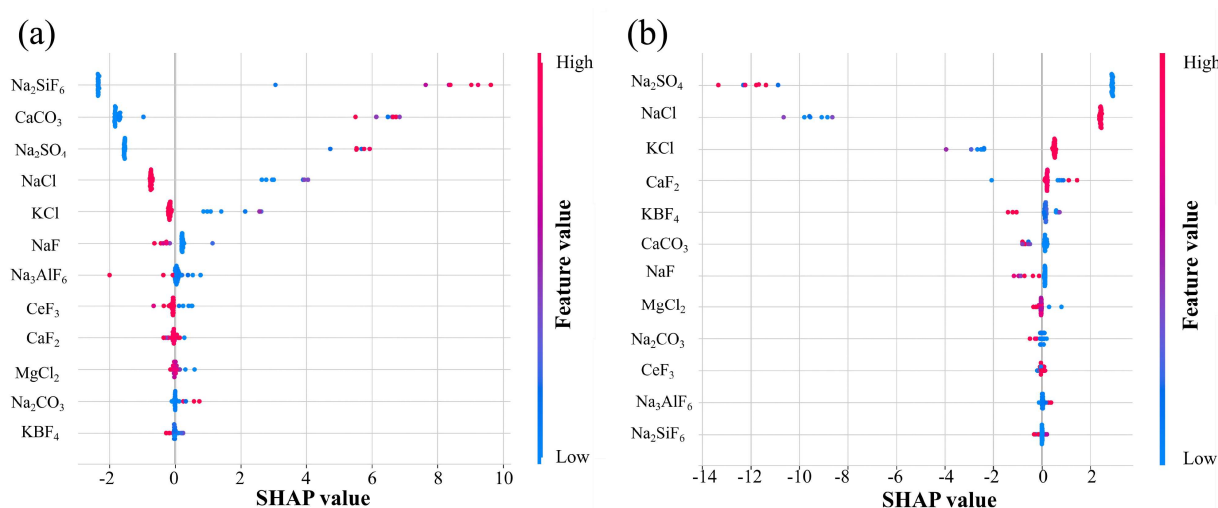 (a)
High
Na₂SiF₆
CaCO₃
Na₂SO₄
NaCl
KCl
NaF
Na₃AlF₆
CeF₃
CaF₂
MgCl₂
Na₂CO₃
KBF₄
Feature value
Low
-2 0 2 4 6 8 10
SHAP value
(b)
High
Na₂SO₄
NaCl
KCl
CaF₂
KBF₄
CaCO₃
NaF
MgCl₂
Na₂CO₃
CeF₃
Na₃AlF₆
Na₂SiF₆
Feature value
Low
-14 -12 -10 -8 -6 -4 -2 0 2
SHAP value